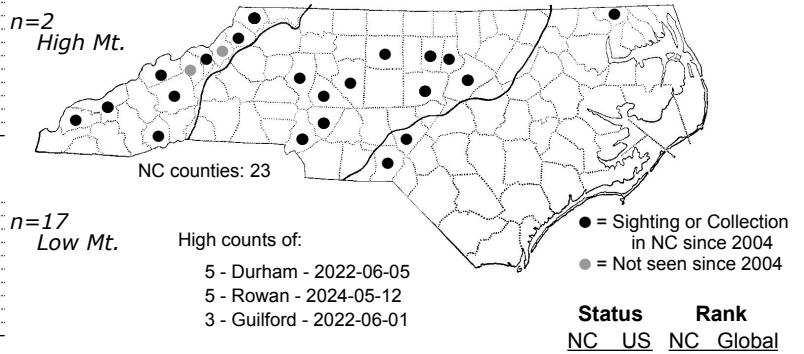 n=2
High Mt.
NC counties: 23
n=17
Low Mt.
High counts of:
5 - Durham - 2022-06-05
5 - Rowan - 2024-05-12
3 - Guilford - 2022-06-01
● = Sighting or Collection
in NC since 2004
● = Not seen since 2004
Status Rank
NC US NC Global